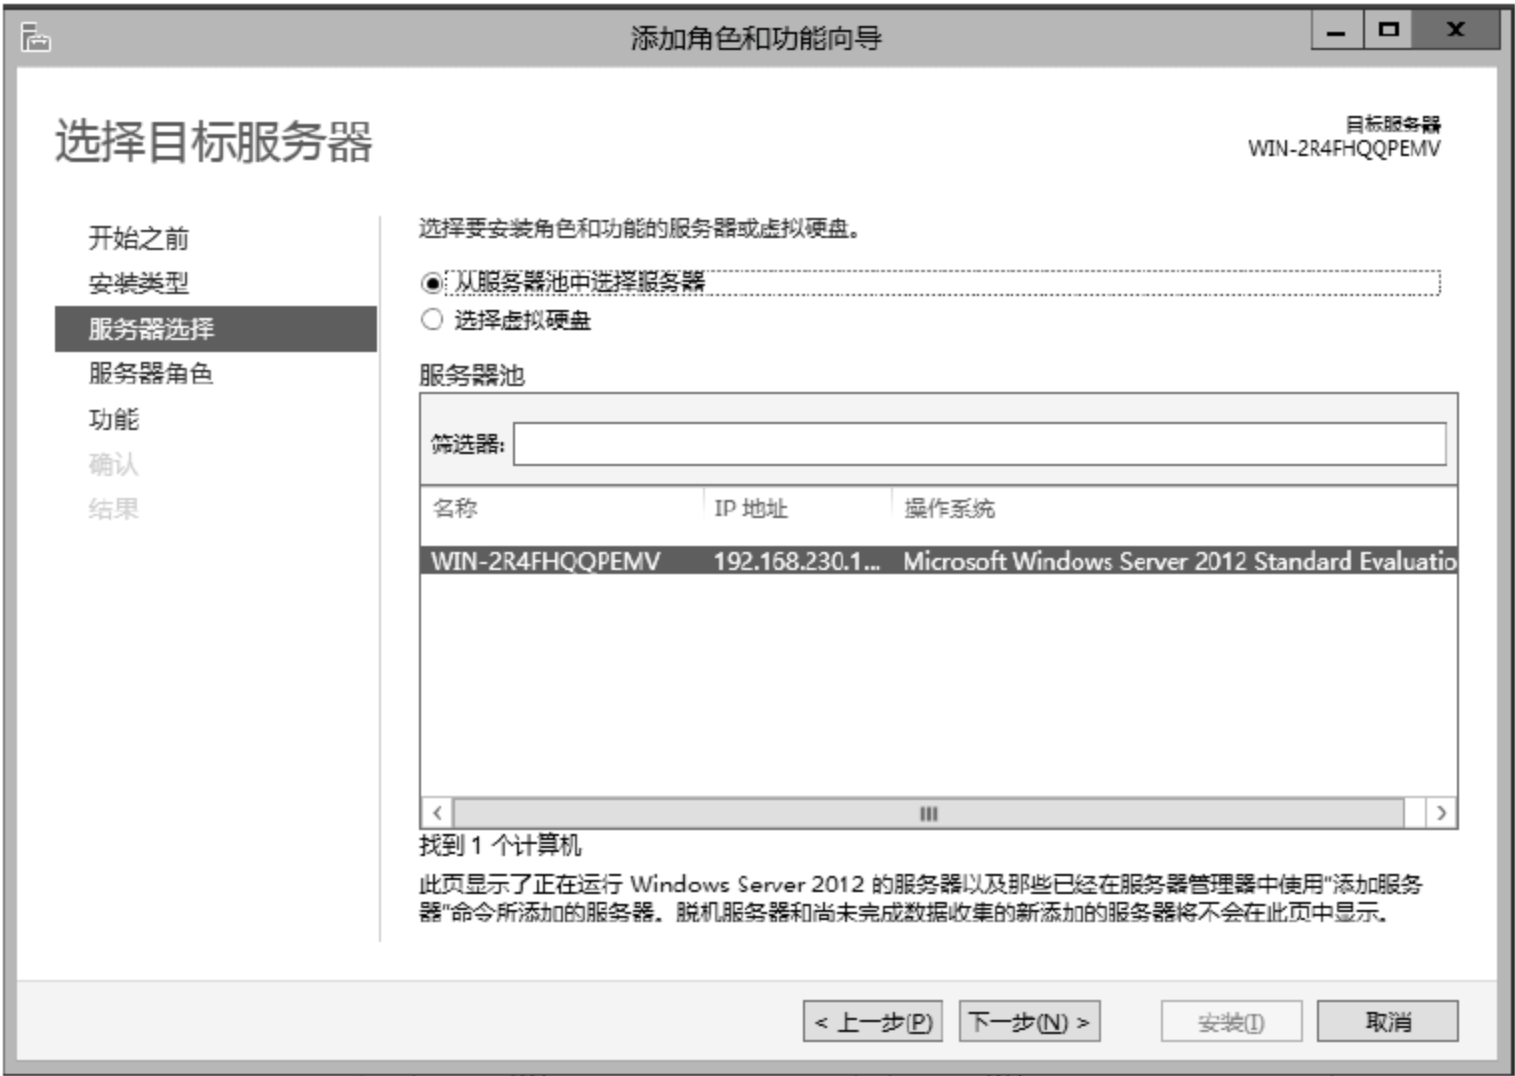 添加角色和功能向导
选择目标服务器
目标服务器
WIN-2R4FHQQPEMV
开始之前
安装类型
服务器选择
服务器角色
功能
确认
结果
选择要安装角色和功能的服务器或虚拟硬盘。
从服务器池中选择服务器
选择虚拟硬盘
服务器池
筛选器:
名称 IP 地址 操作系统
WIN-2R4FHQQPEMV 192.168.230.1... Microsoft Windows Server 2012 Standard Evaluatio
找到 1 个计算机
此页显示了正在运行 Windows Server 2012 的服务器以及那些已经在服务器管理器中使用"添加服务
器"命令所添加的服务器。脱机服务器和尚未完成数据收集的新添加的服务器将不会在此页中显示。
< 上一步(P) 下一步(N) > 安装(I) 取消